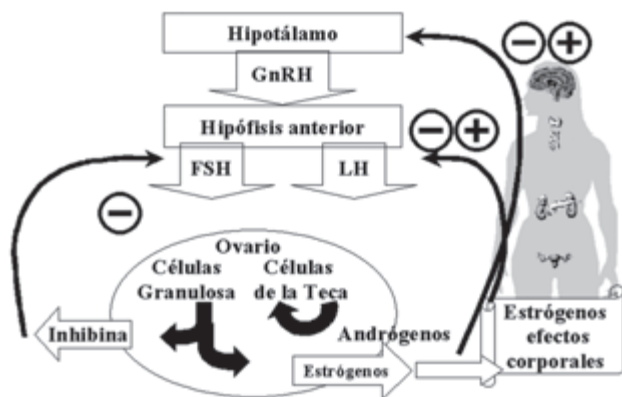 Hipotálamo
GnRH
Hipófisis anterior
FSH
LH
Ovario
Células
Granulosa
Células
de la Teca
Inhibina
Andrógenos
Estrógenos
Estrógenos
efectos
corporales